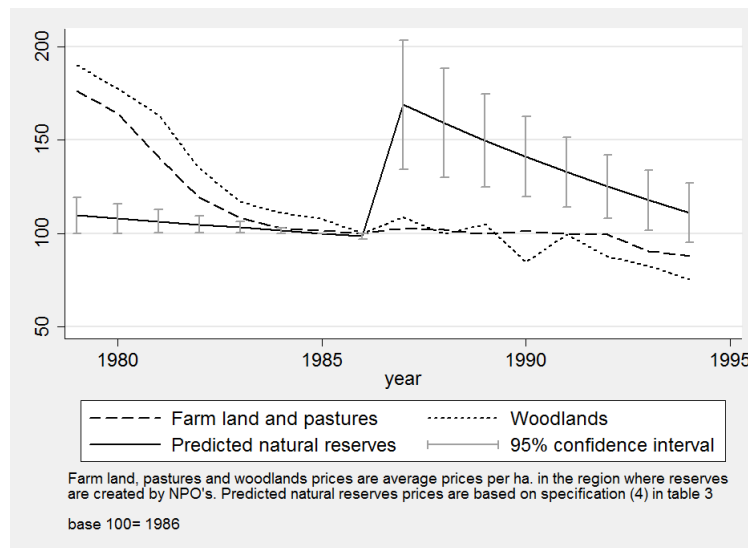 200
150
100
50
1980 1985 1990 1995
year
Farm land and pastures Woodlands
Predicted natural reserves 95% confidence interval
Farm land, pastures and woodlands prices are average prices per ha. in the region where reserves
are created by NPO's. Predicted natural reserves prices are based on specification (4) in table 3
base 100= 1986